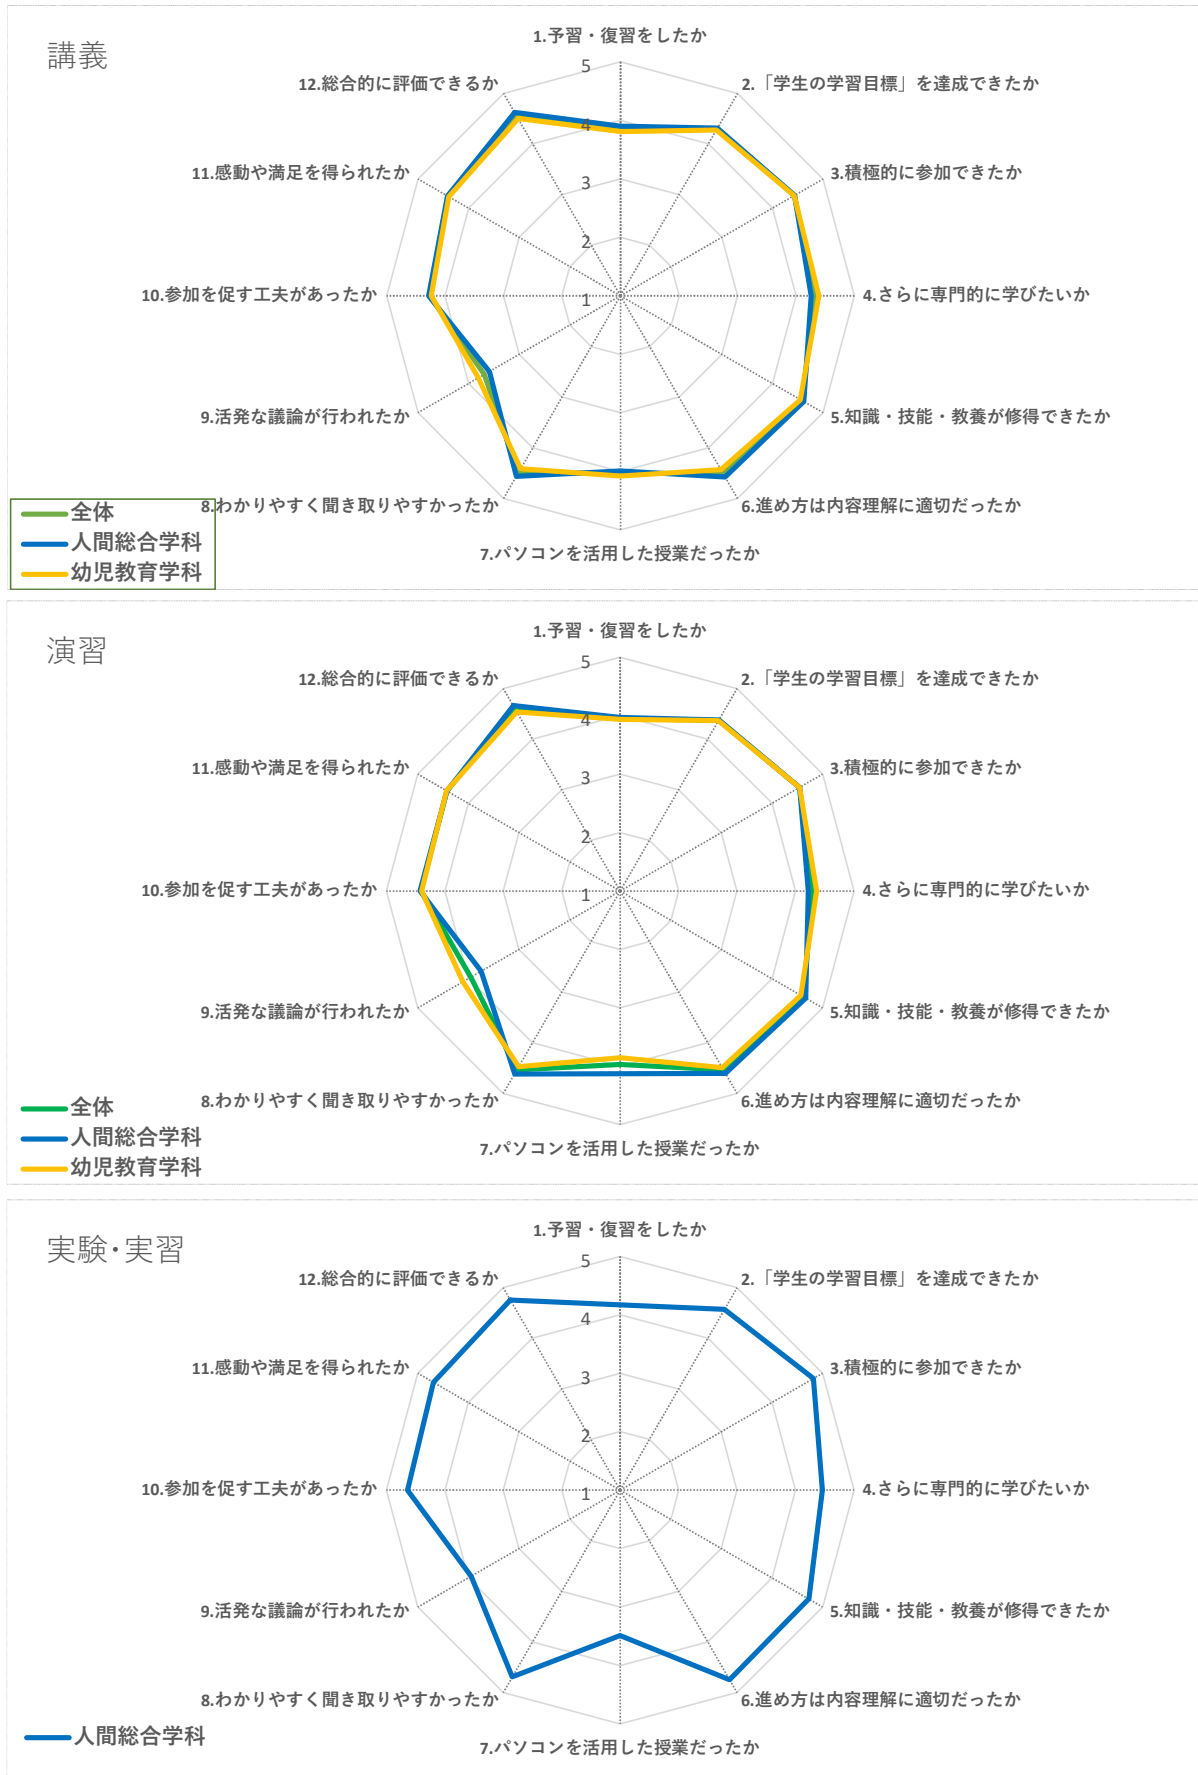 講義
1.予習・復習をしたか
2.「学生の学習目標」を達成できたか
3.積極的に参加できたか
4.さらに専門的に学びたいか
5.知識・技能・教養が修得できたか
6.進め方は内容理解に適切だったか
7.パソコンを活用した授業だったか
8.わかりやすく聞き取りやすかったか
9.活発な議論が行われたか
10.参加を促す工夫があったか
11.感動や満足を得られたか
12.総合的に評価できるか
5
4
3
2
1
全体
人間総合学科
幼児教育学科
演習
1.予習・復習をしたか
2.「学生の学習目標」を達成できたか
3.積極的に参加できたか
4.さらに専門的に学びたいか
5.知識・技能・教養が修得できたか
6.進め方は内容理解に適切だったか
7.パソコンを活用した授業だったか
8.わかりやすく聞き取りやすかったか
9.活発な議論が行われたか
10.参加を促す工夫があったか
11.感動や満足を得られたか
12.総合的に評価できるか
5
4
3
2
1
全体
人間総合学科
幼児教育学科
実験・実習
1.予習・復習をしたか
2.「学生の学習目標」を達成できたか
3.積極的に参加できたか
4.さらに専門的に学びたいか
5.知識・技能・教養が修得できたか
6.進め方は内容理解に適切だったか
7.パソコンを活用した授業だったか
8.わかりやすく聞き取りやすかったか
9.活発な議論が行われたか
10.参加を促す工夫があったか
11.感動や満足を得られたか
12.総合的に評価できるか
5
4
3
2
1
人間総合学科